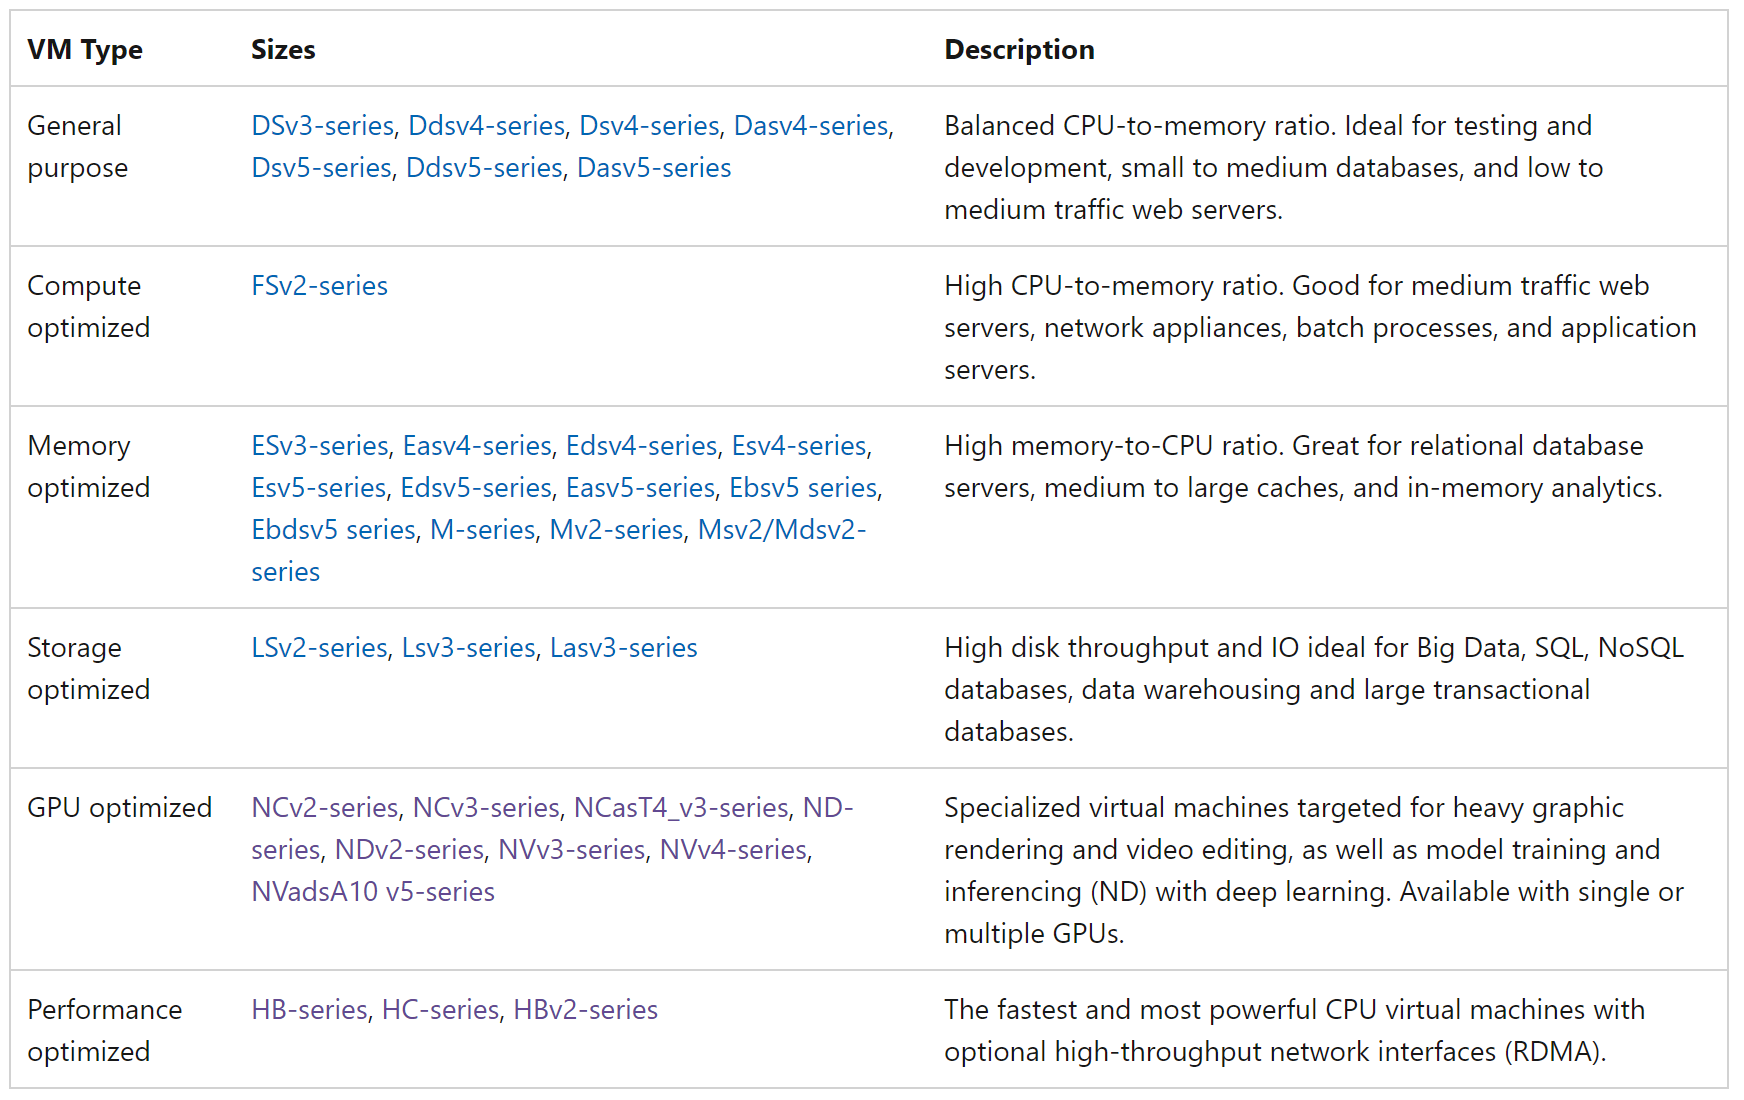 VM Type Sizes Description
General DSv3-series, Ddsv4-series, Dsv4-series, Dasv4-series, Balanced CPU-to-memory ratio. Ideal for testing and
purpose Dsv5-series, Ddsv5-series, Dasv5-series development, small to medium databases, and low to
medium traffic web servers.
Compute FSv2-series High CPU-to-memory ratio. Good for medium traffic web
optimized servers, network appliances, batch processes, and application
servers.
Memory ESv3-series, Easv4-series, Edsv4-series, Esv4-series, High memory-to-CPU ratio. Great for relational database
optimized Esv5-series, Edsv5-series, Easv5-series, Ebsv5 series, servers, medium to large caches, and in-memory analytics.
Ebdsv5 series, M-series, Mv2-series, Msv2/Mdsv2-
series
Storage LSv2-series, Lsv3-series, Lasv3-series High disk throughput and IO ideal for Big Data, SQL, NoSQL
optimized databases, data warehousing and large transactional
databases.
GPU optimized NCv2-series, NCv3-series, NCasT4_v3-series, ND- Specialized virtual machines targeted for heavy graphic
series, NDv2-series, NVv3-series, NVv4-series, rendering and video editing, as well as model training and
NVadsA10 v5-series inferencing (ND) with deep learning. Available with single or
multiple GPUs.
Performance HB-series, HC-series, HBv2-series The fastest and most powerful CPU virtual machines with
optimized optional high-throughput network interfaces (RDMA).